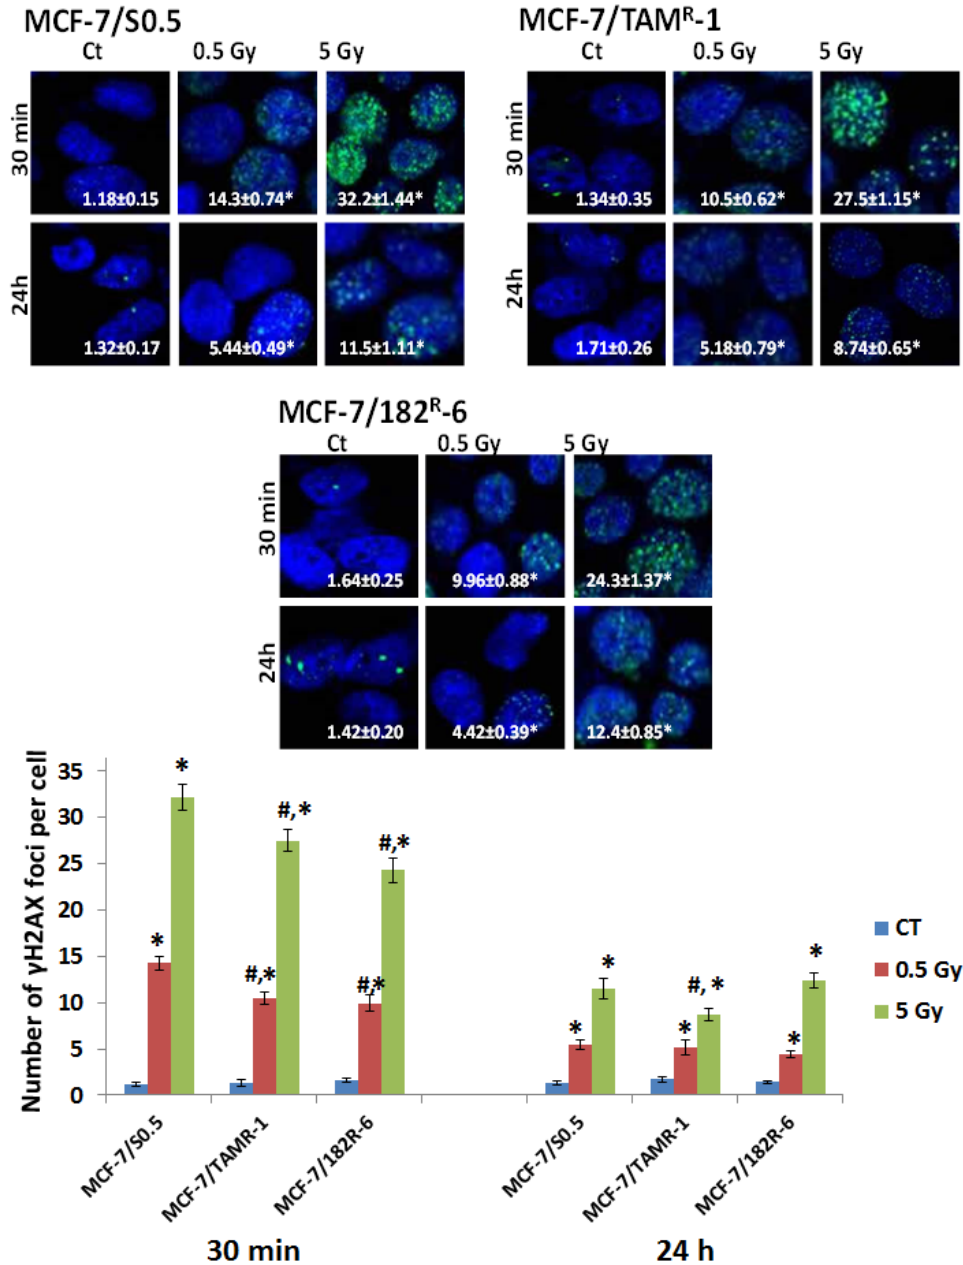 MCF-7/S0.5
Ct 0.5 Gy 5 Gy
30 min
1.18±0.15 14.3±0.74* 32.2±1.44*
24h
1.32±0.17 5.44±0.49* 11.5±1.11*
MCF-7/TAMᴿ-1
Ct 0.5 Gy 5 Gy
30 min
1.34±0.35 10.5±0.62* 27.5±1.15*
24h
1.71±0.26 5.18±0.79* 8.74±0.65*
MCF-7/182ᴿ-6
Ct 0.5 Gy 5 Gy
30 min
1.64±0.25 9.96±0.88* 24.3±1.37*
24h
1.42±0.20 4.42±0.39* 12.4±0.85*
Number of γH2AX foci per cell
35
30
25
20
15
10
5
0
* * #,* #,* #,* #,*
* * * #, * * *
CT
0.5 Gy
5 Gy
MCF-7/S0.5
MCF-7/TAMR-1
MCF-7/182R-6
MCF-7/S0.5
MCF-7/TAMR-1
MCF-7/182R-6
30 min
24 h